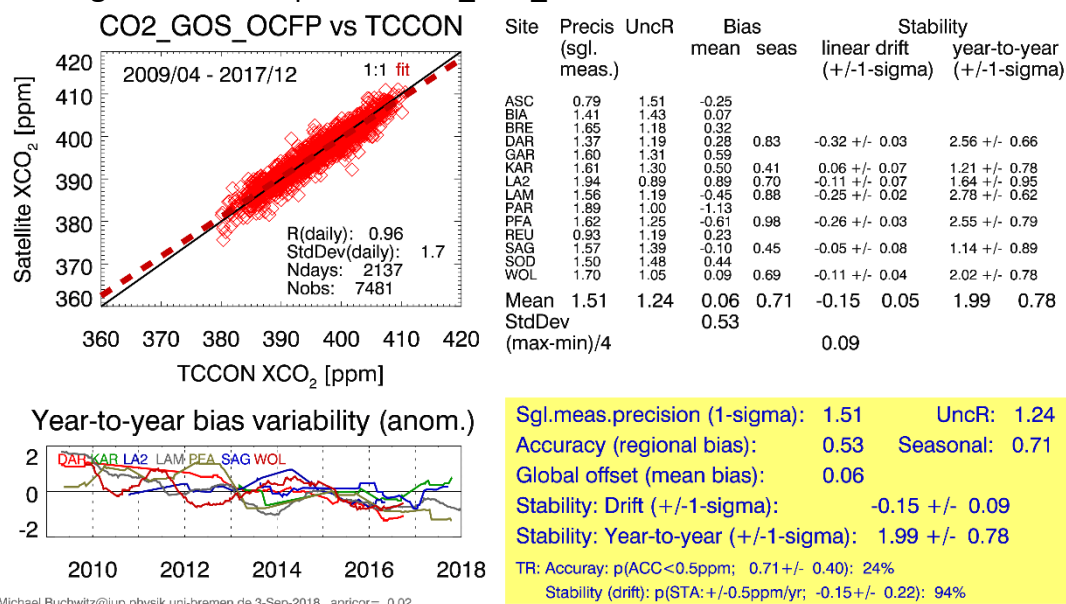 CO2_GOS_OCFP vs TCCON
2009/04 - 2017/12
1:1 fit
420
410
400
390
380
370
360
Satellite XCO2 [ppm]
R(daily): 0.96
StdDev(daily): 1.7
Ndays: 2137
Nobs: 7481
360 370 380 390 400 410 420
TCCON XCO2 [ppm]
Site Precis UncR Bias Stability
(sgl. mean seas linear drift year-to-year
meas.) (+/-1-sigma) (+/-1-sigma)
ASC 0.79 1.51 -0.25
BIA 1.41 1.43 0.07
BRE 1.65 1.18 0.32
DAR 1.37 1.19 0.28 0.83 -0.32 +/- 0.03 2.56 +/- 0.66
GAR 1.60 1.31 0.59
KAR 1.61 1.30 0.50 0.41 0.06 +/- 0.07 1.21 +/- 0.78
LA2 1.94 0.89 0.89 0.70 -0.11 +/- 0.07 1.64 +/- 0.95
LAM 1.56 1.19 -0.45 0.88 -0.25 +/- 0.02 2.78 +/- 0.62
PAR 1.89 1.00 -1.13
PFA 1.62 1.25 -0.61 0.98 -0.26 +/- 0.03 2.55 +/- 0.79
REU 0.93 1.19 0.23
SAG 1.57 1.39 -0.10 0.45 -0.05 +/- 0.08 1.14 +/- 0.89
SOD 1.50 1.48 0.44
WOL 1.70 1.05 0.09 0.69 -0.11 +/- 0.04 2.02 +/- 0.78
Mean 1.51 1.24 0.06 0.71 -0.15 0.05 1.99 0.78
StdDev 0.53
(max-min)/4 0.09
Year-to-year bias variability (anom.)
DAR KAR LA2 LAM PFA SAG WOL
2
0
-2
2010 2012 2014 2016 2018
Sgl.meas.precision (1-sigma): 1.51 UncR: 1.24
Accuracy (regional bias): 0.53 Seasonal: 0.71
Global offset (mean bias): 0.06
Stability: Drift (+/-1-sigma): -0.15 +/- 0.09
Stability: Year-to-year (+/-1-sigma): 1.99 +/- 0.78
TR: Accuray: p(ACC<0.5ppm; 0.71+/- 0.40): 24%
Stability (drift): p(STA:+/-0.5ppm/yr; -0.15+/- 0.22): 94%
Michael.Buchwitz@iup.physik.uni-bremen.de 3-Sep-2018 apricor= 0.02